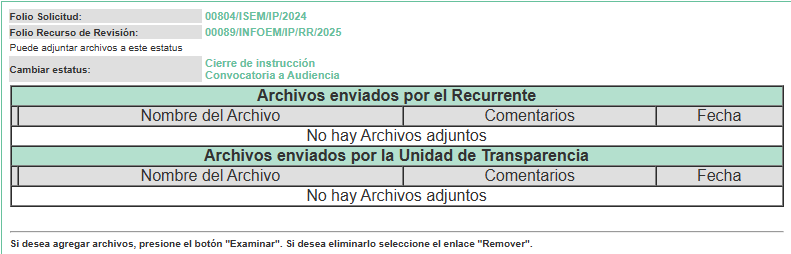 Folio Solicitud: 00804/ISEM/IP/2024
Folio Recurso de Revisión: 00089/INFOEM/IP/RR/2025
Puede adjuntar archivos a este estatus
Cambiar estatus: Cierre de instrucción
Convocatoria a Audiencia
Archivos enviados por el Recurrente
Nombre del Archivo Comentarios Fecha
No hay Archivos adjuntos
Archivos enviados por la Unidad de Transparencia
Nombre del Archivo Comentarios Fecha
No hay Archivos adjuntos
Si desea agregar archivos, presione el botón "Examinar". Si desea eliminarlo seleccione el enlace "Remover".